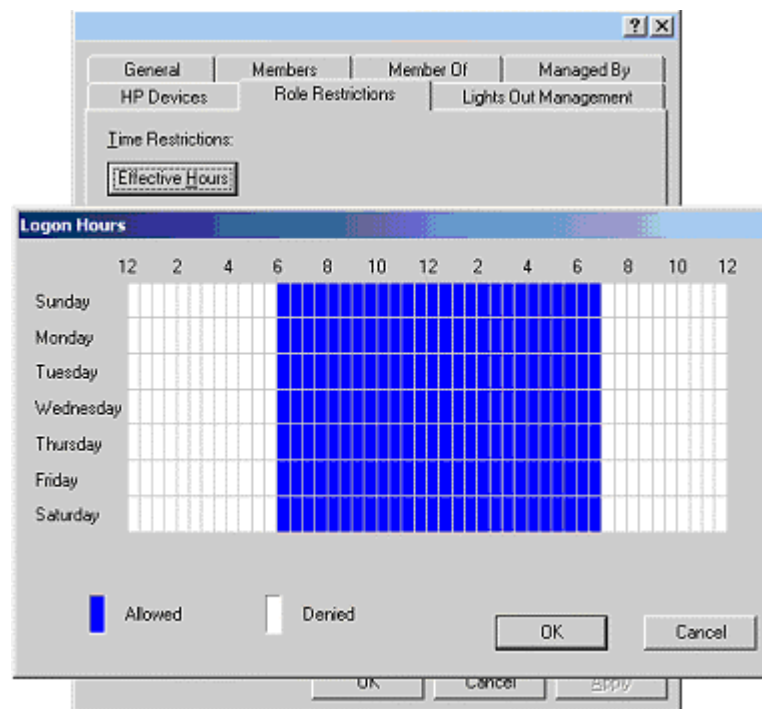 ? X
General Members Member Of Managed By
HP Devices Role Restrictions Lights Out Management
Time Restrictions:
Effective Hours
Logon Hours
12 2 4 6 8 10 12 2 4 6 8 10 12
Sunday
Monday
Tuesday
Wednesday
Thursday
Friday
Saturday
Allowed Denied
OK Cancel
OK Cancel Apply